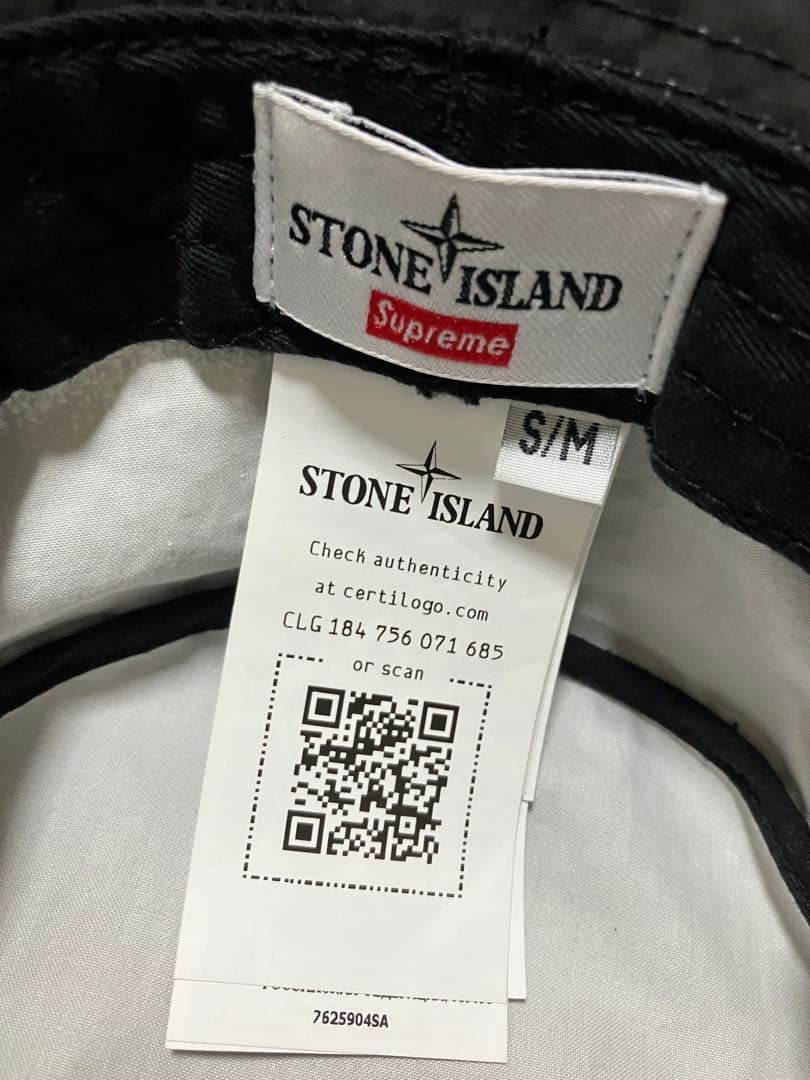 STONE ISLAND
Supreme
S/M
STONE ISLAND
Check authenticity
at certilogo.com
CLG 184 756 071 685
or scan
7625904SA